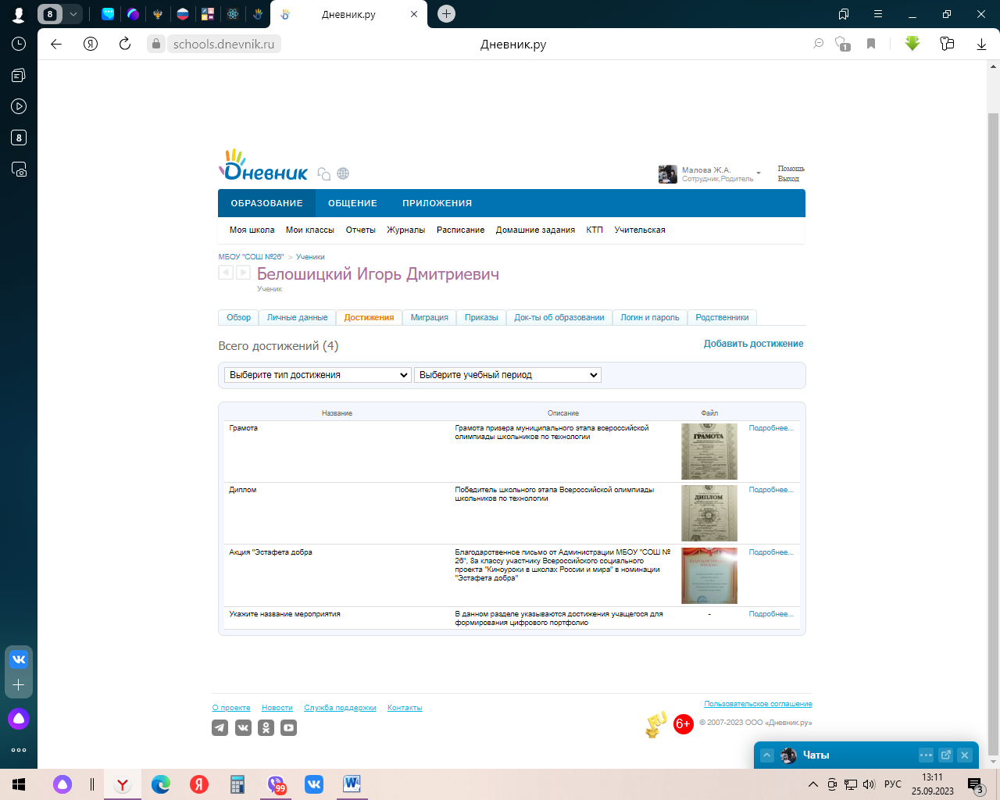 8
Дневник.ру
schools.dnevnik.ru
Дневник.ру
1
8
Dневник
Малова Ж.А.
Сотрудник,Родитель
Помощь
Выход
ОБРАЗОВАНИЕ ОБЩЕНИЕ ПРИЛОЖЕНИЯ
Моя школа Мои классы Отчеты Журналы Расписание Домашние задания КТП Учительская
МБОУ "СОШ №26" > Ученики
Белошицкий Игорь Дмитриевич
Ученик
Обзор Личные данные Достижения Миграция Приказы Док-ты об образовании Логин и пароль Родственники
Всего достижений (4)
Добавить достижение
Выберите тип достижения Выберите учебный период
Название Описание Файл
Грамота
Грамота призера муниципального этапа всероссийской
олимпиады школьников по технологии
ГРАМОТА
Подробнее...
Диплом
Победитель школьного этапа Всероссийской олимпиады
школьников по технологии
ДИПЛОМ
Подробнее...
Акция "Эстафета добра
Благодарственное письмо от Администрации МБОУ "СОШ №
26", 8а классу участнику Всероссийского социального
проекта "Киноуроки в школах России и мира" в номинации
"Эстафета добра"
Подробнее...
Укажите название мероприятия
В данном разделе указываются достижения учащегося для
формирования цифрового портфолио
-
Подробнее...
О проекте Новости Служба поддержки Контакты
Пользовательское соглашение
RU
6+
© 2007-2023 ООО «Дневник.ру»
Чаты
99
РУС
13:11
25.09.2023
3